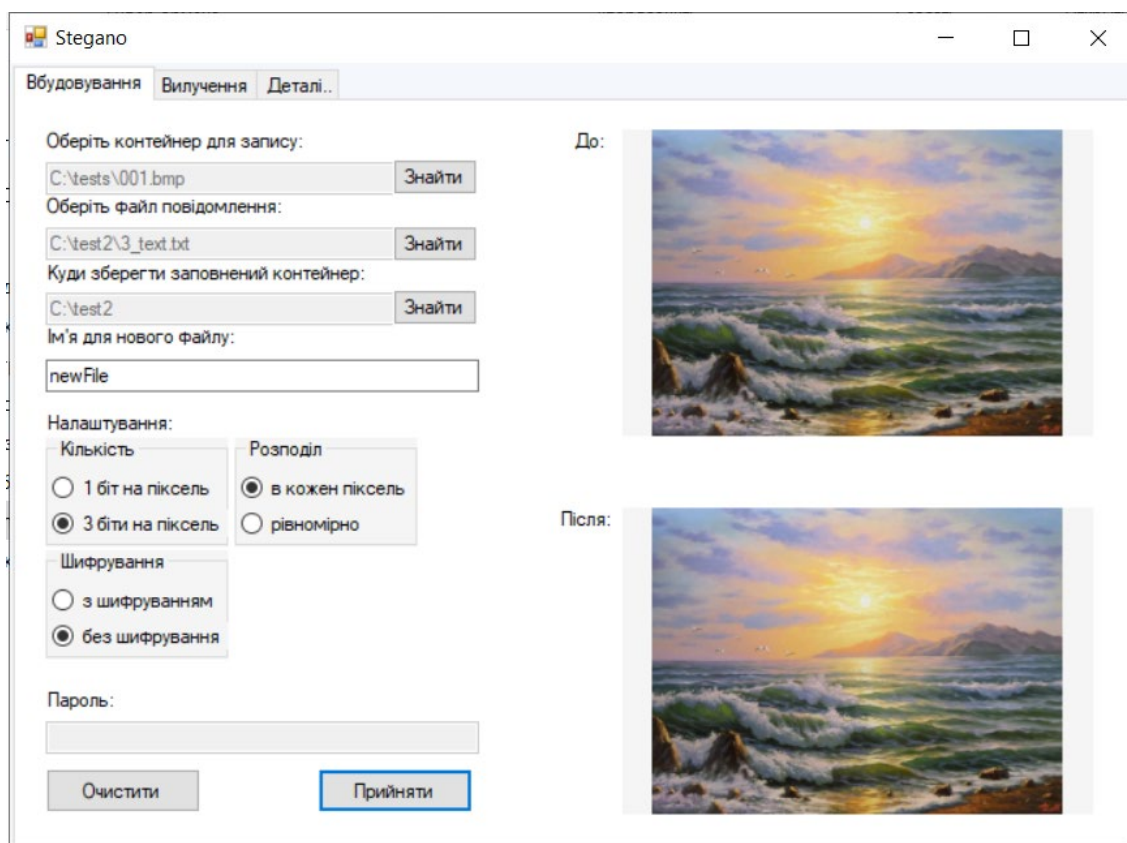 Stegano
Вбудовування Вилучення Деталі..
Оберіть контейнер для запису:
C:\tests\001.bmp Знайти
Оберіть файл повідомлення:
C:\test2\3_text.txt Знайти
Куди зберегти заповнений контейнер:
C:\test2 Знайти
Ім'я для нового файлу:
newFile
Налаштування:
Кількість
1 біт на піксель
3 біти на піксель
Розподіл
в кожен піксель
рівномірно
Шифрування
з шифруванням
без шифрування
Пароль:
Очистити Прийняти
До:
Після: